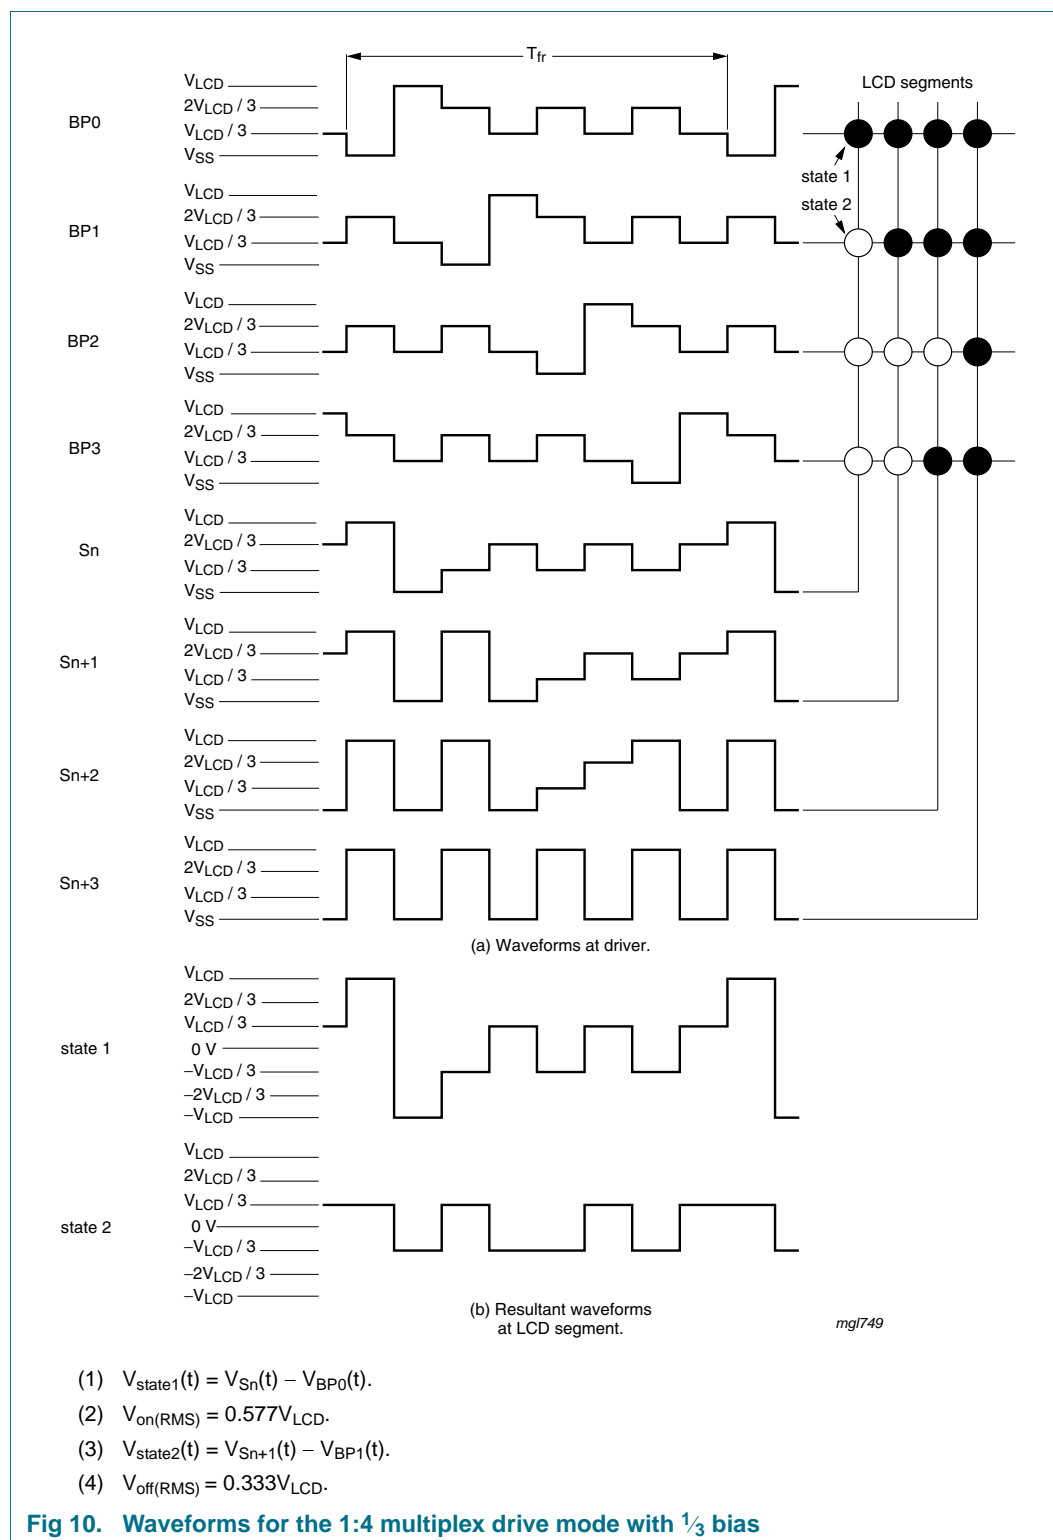 Tfr
VLCD
2VLCD / 3
VLCD / 3
VSS
BP0
LCD segments
state 1
state 2
VLCD
2VLCD / 3
VLCD / 3
VSS
BP1
VLCD
2VLCD / 3
VLCD / 3
VSS
BP2
VLCD
2VLCD / 3
VLCD / 3
VSS
BP3
VLCD
2VLCD / 3
VLCD / 3
VSS
Sn
VLCD
2VLCD / 3
VLCD / 3
VSS
Sn+1
VLCD
2VLCD / 3
VLCD / 3
VSS
Sn+2
VLCD
2VLCD / 3
VLCD / 3
VSS
Sn+3
(a) Waveforms at driver.
VLCD
2VLCD / 3
VLCD / 3
0 V
−VLCD / 3
−2VLCD / 3
−VLCD
state 1
VLCD
2VLCD / 3
VLCD / 3
0 V
−VLCD / 3
−2VLCD / 3
−VLCD
state 2
(b) Resultant waveforms
at LCD segment.
mgl749
(1) Vstate1(t) = VSn(t) − VBP0(t).
(2) Von(RMS) = 0.577VLCD.
(3) Vstate2(t) = VSn+1(t) − VBP1(t).
(4) Voff(RMS) = 0.333VLCD.
Fig 10. Waveforms for the 1:4 multiplex drive mode with 1⁄3 bias